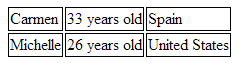 Carmen 33 years old Spain
Michelle 26 years old United States